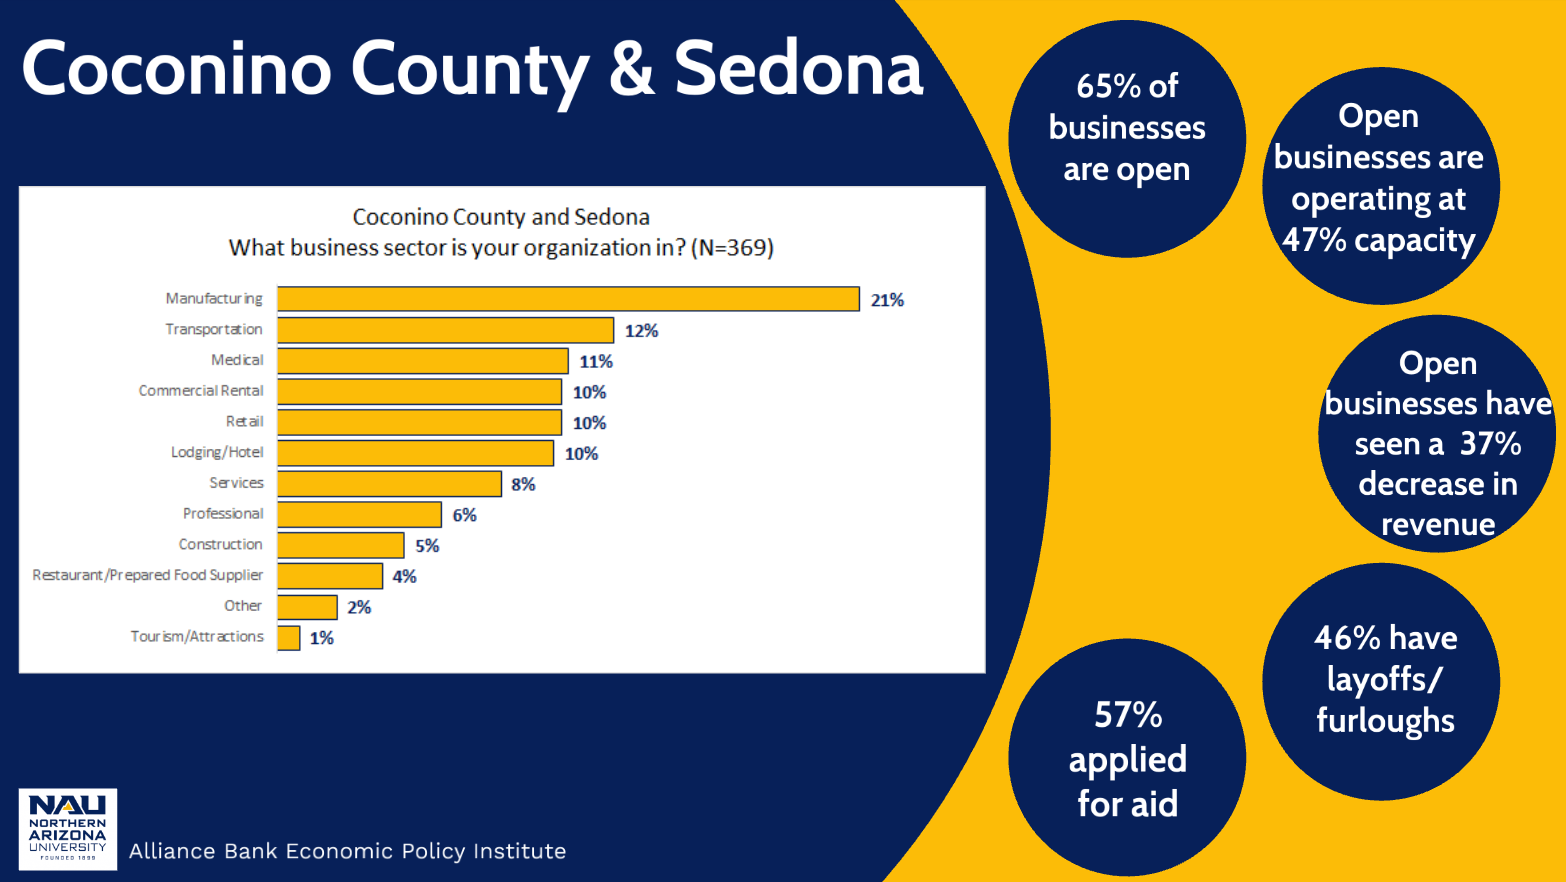 Coconino County & Sedona
Coconino County and Sedona
What business sector is your organization in? (N=369)
Manufacturing 21%
Transportation 12%
Medical 11%
Commercial Rental 10%
Retail 10%
Lodging/Hotel 10%
Services 8%
Professional 6%
Construction 5%
Restaurant/Prepared Food Supplier 4%
Other 2%
Tourism/Attractions 1%
65% of
businesses
are open
Open
businesses are
operating at
47% capacity
Open
businesses have
seen a 37%
decrease in
revenue
46% have
layoffs/
furloughs
57%
applied
for aid
NAU
NORTHERN
ARIZONA
UNIVERSITY
FOUNDED 1899
Alliance Bank Economic Policy Institute